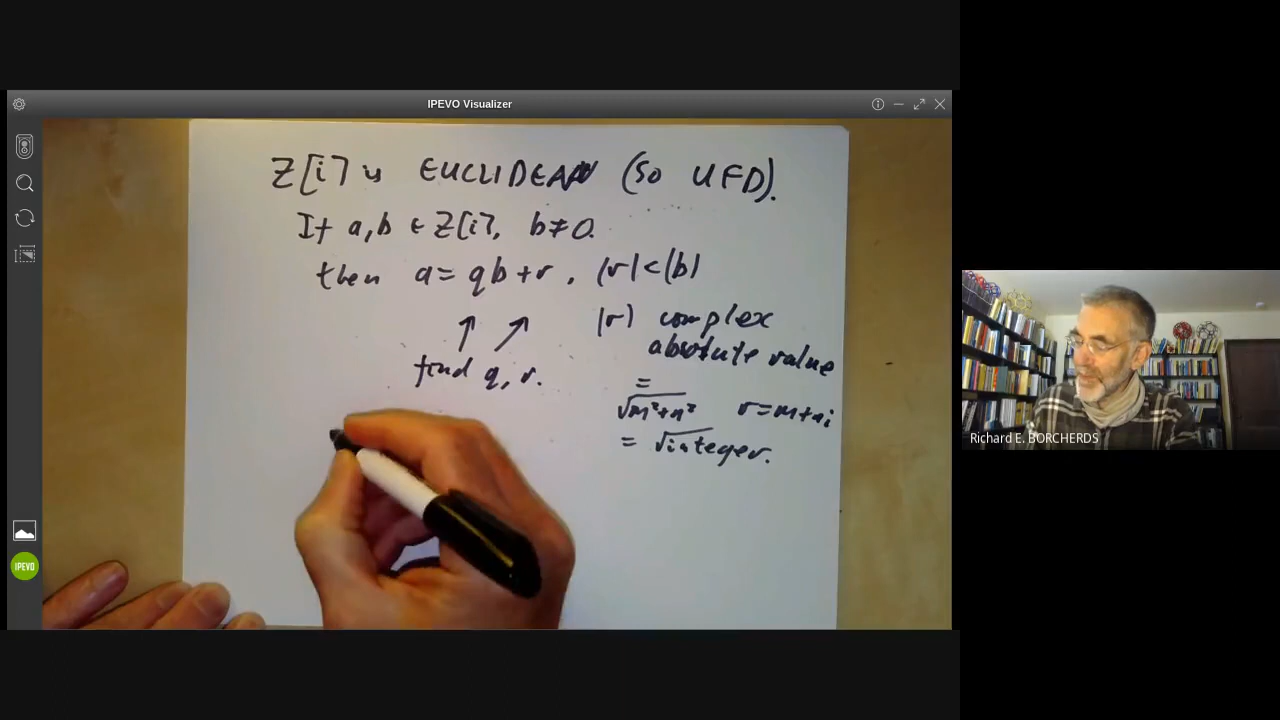 IPEVO Visualizer
Z[i] is EUCLIDEAN (So UFD).
If a,b ∈ Z[i], b≠0.
then a = qb+r, |r|<|b|
|r| complex
absolute value
find q, r.
=
√m²+n² r=m+ni
= √integer.
Richard E. BORCHERDS
IPEVO